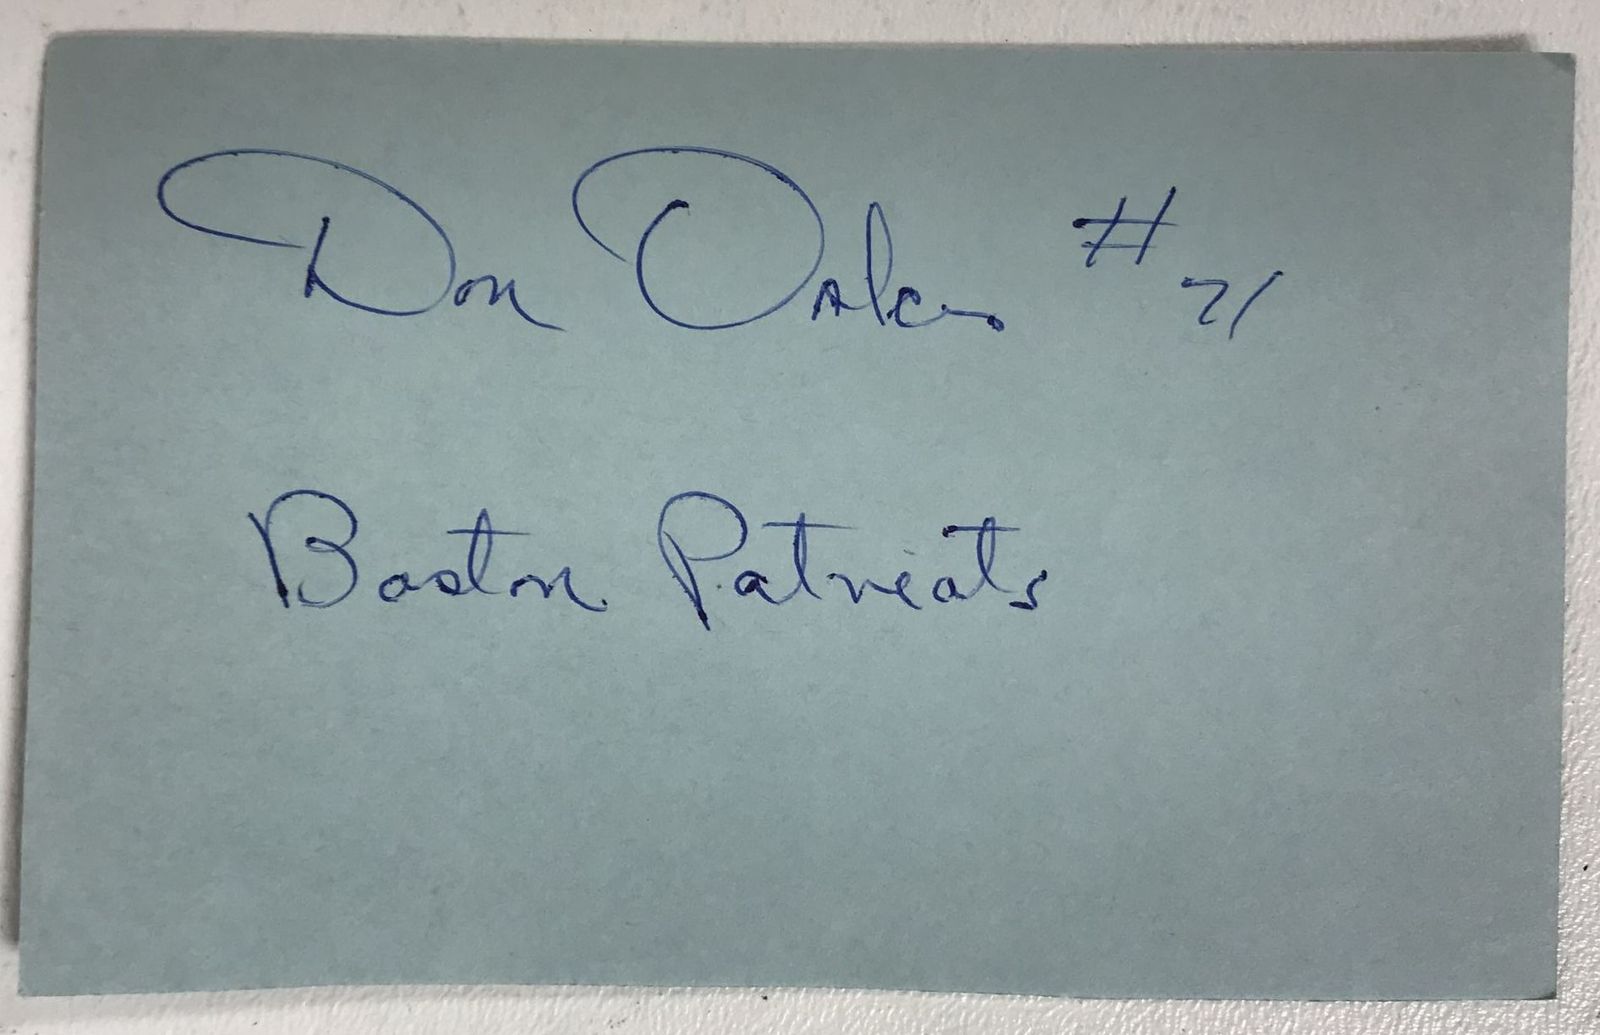 Don Oakes #71
Boston Patriots